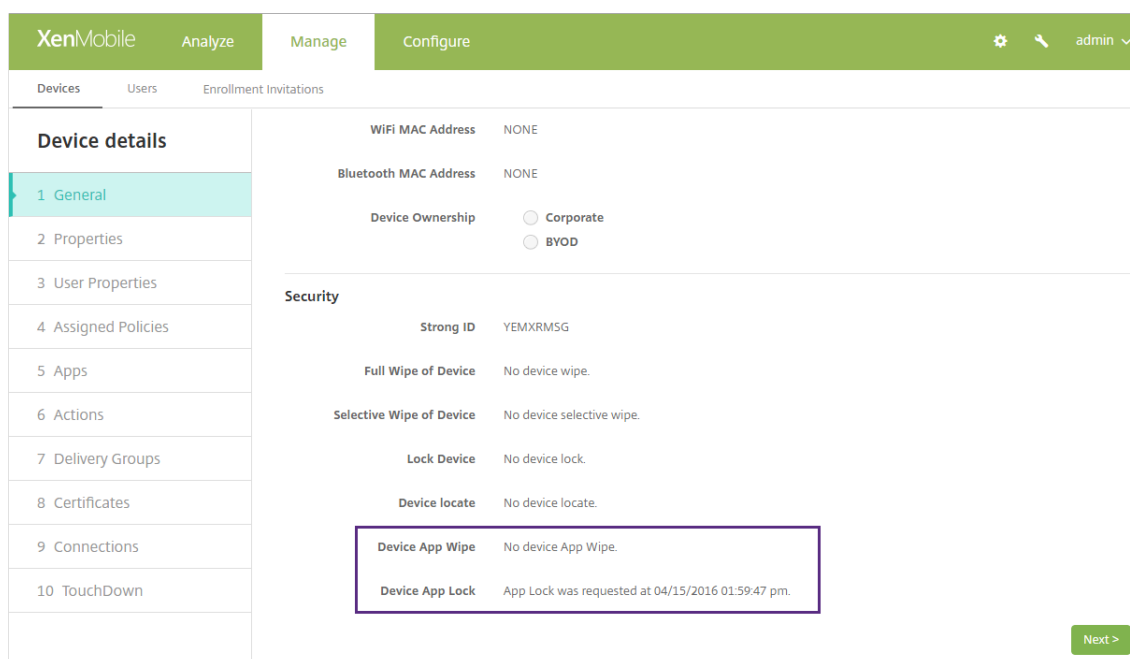 XenMobile Analyze Manage Configure admin
Devices Users Enrollment Invitations
Device details
1 General
2 Properties
3 User Properties
4 Assigned Policies
5 Apps
6 Actions
7 Delivery Groups
8 Certificates
9 Connections
10 TouchDown
WiFi MAC Address NONE
Bluetooth MAC Address NONE
Device Ownership Corporate
BYOD
Security
Strong ID YEMXRMSG
Full Wipe of Device No device wipe.
Selective Wipe of Device No device selective wipe.
Lock Device No device lock.
Device locate No device locate.
Device App Wipe No device App Wipe.
Device App Lock App Lock was requested at 04/15/2016 01:59:47 pm.
Next >